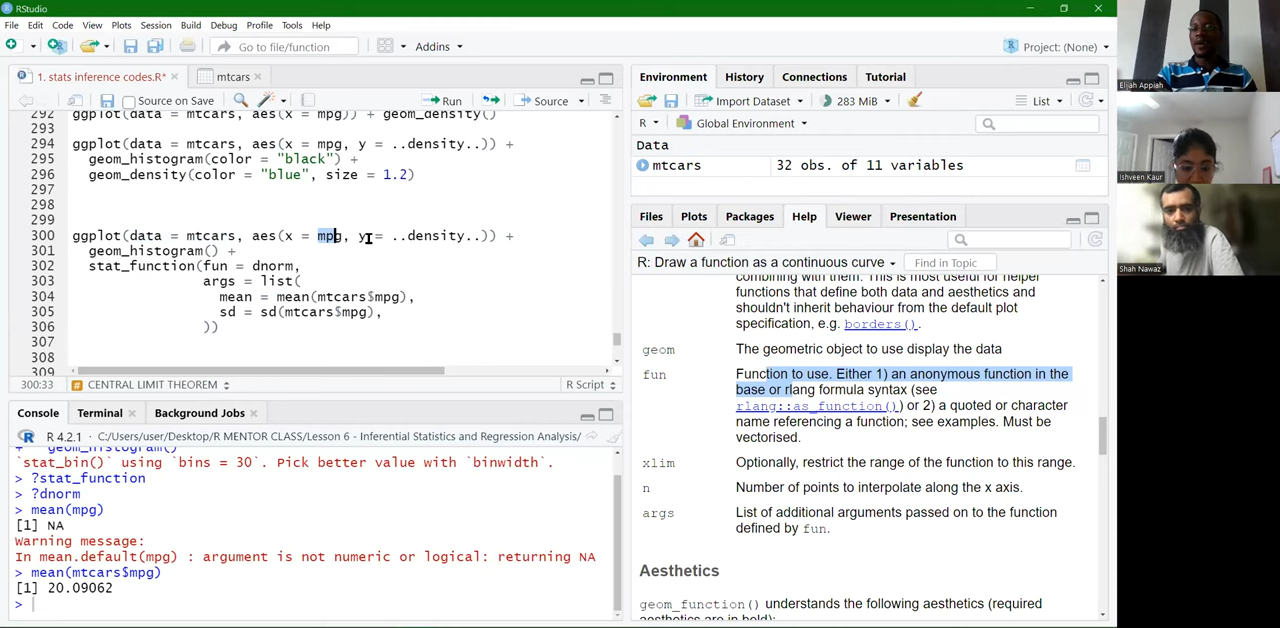 RStudio
File Edit Code View Plots Session Build Debug Profile Tools Help
Go to file/function Addins Project: (None)
1. stats inference codes.R* mtcars
Source on Save Run Source
292 ggplot(data = mtcars, aes(x = mpg)) + geom_density()
293
294 ggplot(data = mtcars, aes(x = mpg, y = ..density..)) +
295 geom_histogram(color = "black") +
296 geom_density(color = "blue", size = 1.2)
297
298
299
300 ggplot(data = mtcars, aes(x = mpg, y = ..density..)) +
301 geom_histogram() +
302 stat_function(fun = dnorm,
303 args = list(
304 mean = mean(mtcars$mpg),
305 sd = sd(mtcars$mpg),
306 ))
307
308
309
300:33 CENTRAL LIMIT THEOREM R Script
Console Terminal Background Jobs
R 4.2.1 · C:/Users/user/Desktop/R MENTOR CLASS/Lesson 6 - Inferential Statistics and Regression Analysis/
+ geom_histogram()
`stat_bin()` using `bins = 30`. Pick better value with `binwidth`.
> ?stat_function
> ?dnorm
> mean(mpg)
[1] NA
Warning message:
In mean.default(mpg) : argument is not numeric or logical: returning NA
> mean(mtcars$mpg)
[1] 20.09062
>
Environment History Connections Tutorial
Import Dataset 283 MiB List
R Global Environment
Data
mtcars 32 obs. of 11 variables
Files Plots Packages Help Viewer Presentation
R: Draw a function as a continuous curve Find in Topic
combining with them. This is most useful for helper
functions that define both data and aesthetics and
shouldn't inherit behaviour from the default plot
specification, e.g. borders().
geom The geometric object to use display the data
fun Function to use. Either 1) an anonymous function in the
base or rlang formula syntax (see
rlang::as_function()) or 2) a quoted or character
name referencing a function; see examples. Must be
vectorised.
xlim Optionally, restrict the range of the function to this range.
n Number of points to interpolate along the x axis.
args List of additional arguments passed on to the function
defined by fun.
Aesthetics
geom_function() understands the following aesthetics (required
aesthetics are in bold):
Elijah Appiah
Ishveen Kaur
Shah Nawaz